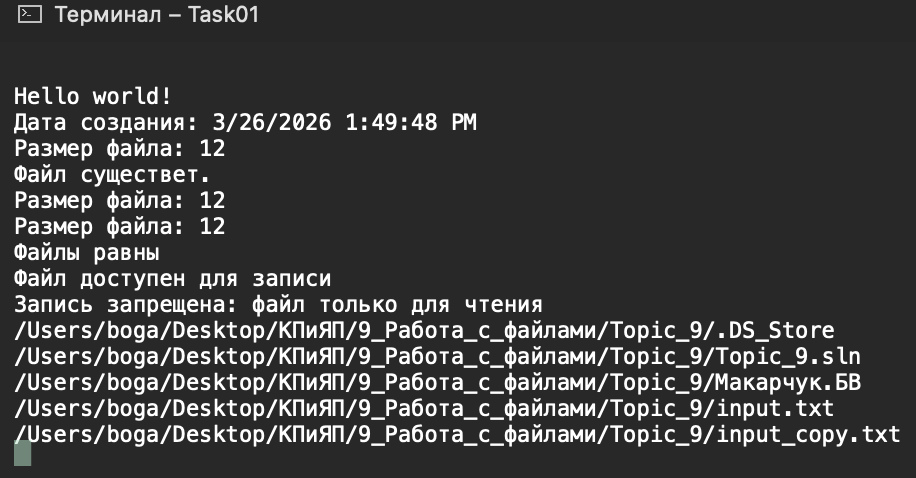 Терминал – Task01
Hello world!
Дата создания: 3/26/2026 1:49:48 PM
Размер файла: 12
Файл существет.
Размер файла: 12
Размер файла: 12
Файлы равны
Файл доступен для записи
Запись запрещена: файл только для чтения
/Users/boga/Desktop/КПиЯП/9_Работа_с_файлами/Topic_9/.DS_Store
/Users/boga/Desktop/КПиЯП/9_Работа_с_файлами/Topic_9/Topic_9.sln
/Users/boga/Desktop/КПиЯП/9_Работа_с_файлами/Topic_9/Макарчук.БВ
/Users/boga/Desktop/КПиЯП/9_Работа_с_файлами/Topic_9/input.txt
/Users/boga/Desktop/КПиЯП/9_Работа_с_файлами/Topic_9/input_copy.txt